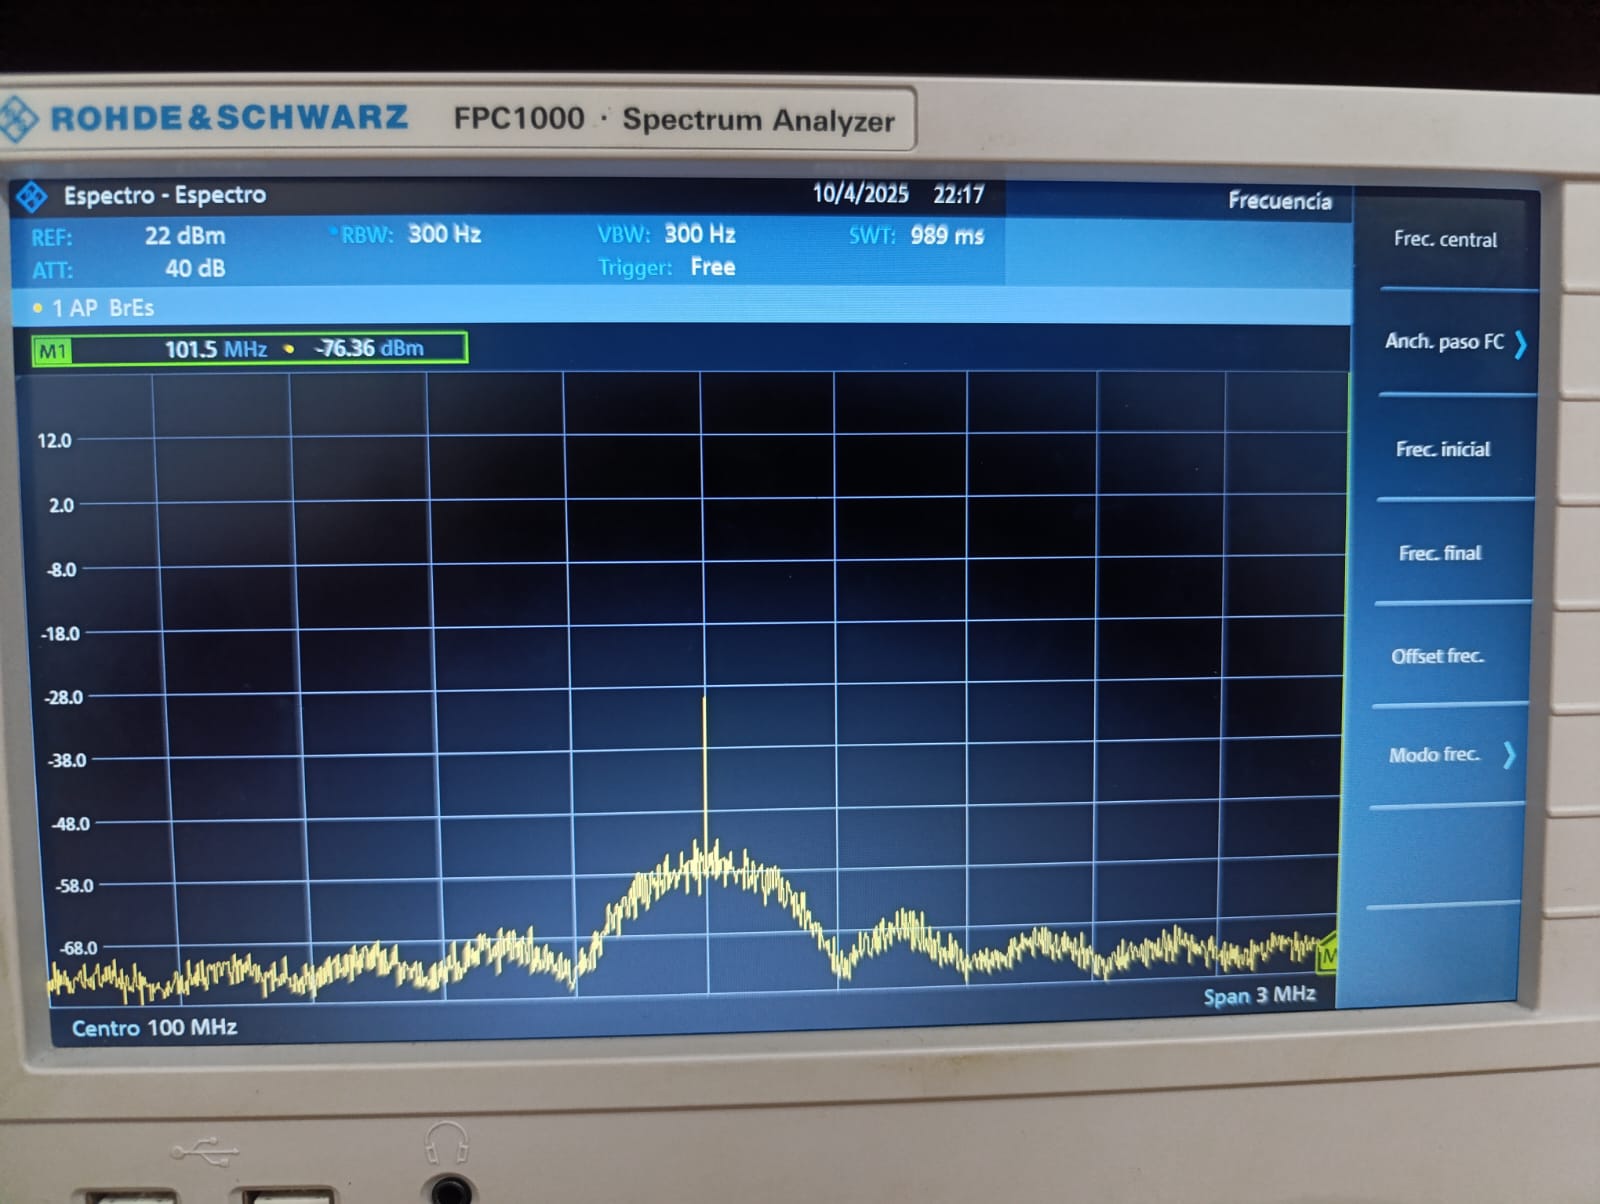 ROHDE&SCHWARZ FPC1000 · Spectrum Analyzer
Espectro - Espectro 10/4/2025 22:17 Frecuencia
REF: 22 dBm RBW: 300 Hz VBW: 300 Hz SWT: 989 ms
ATT: 40 dB Trigger: Free
1 AP BrEs
M1 101.5 MHz • -76.36 dBm
12.0
2.0
-8.0
-18.0
-28.0
-38.0
-48.0
-58.0
-68.0
M
Centro 100 MHz Span 3 MHz
Frec. central
Anch. paso FC
Frec. inicial
Frec. final
Offset frec.
Modo frec.